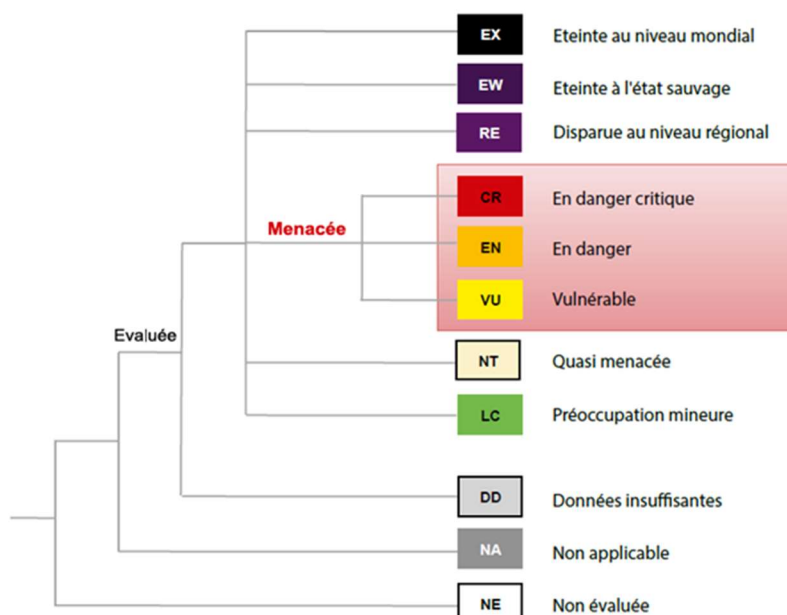 EX Eteinte au niveau mondial
EW Eteinte à l'état sauvage
RE Disparue au niveau régional
CR En danger critique
Menacée
EN En danger
VU Vulnérable
Evaluée
NT Quasi menacée
LC Préoccupation mineure
DD Données insuffisantes
NA Non applicable
NE Non évaluée